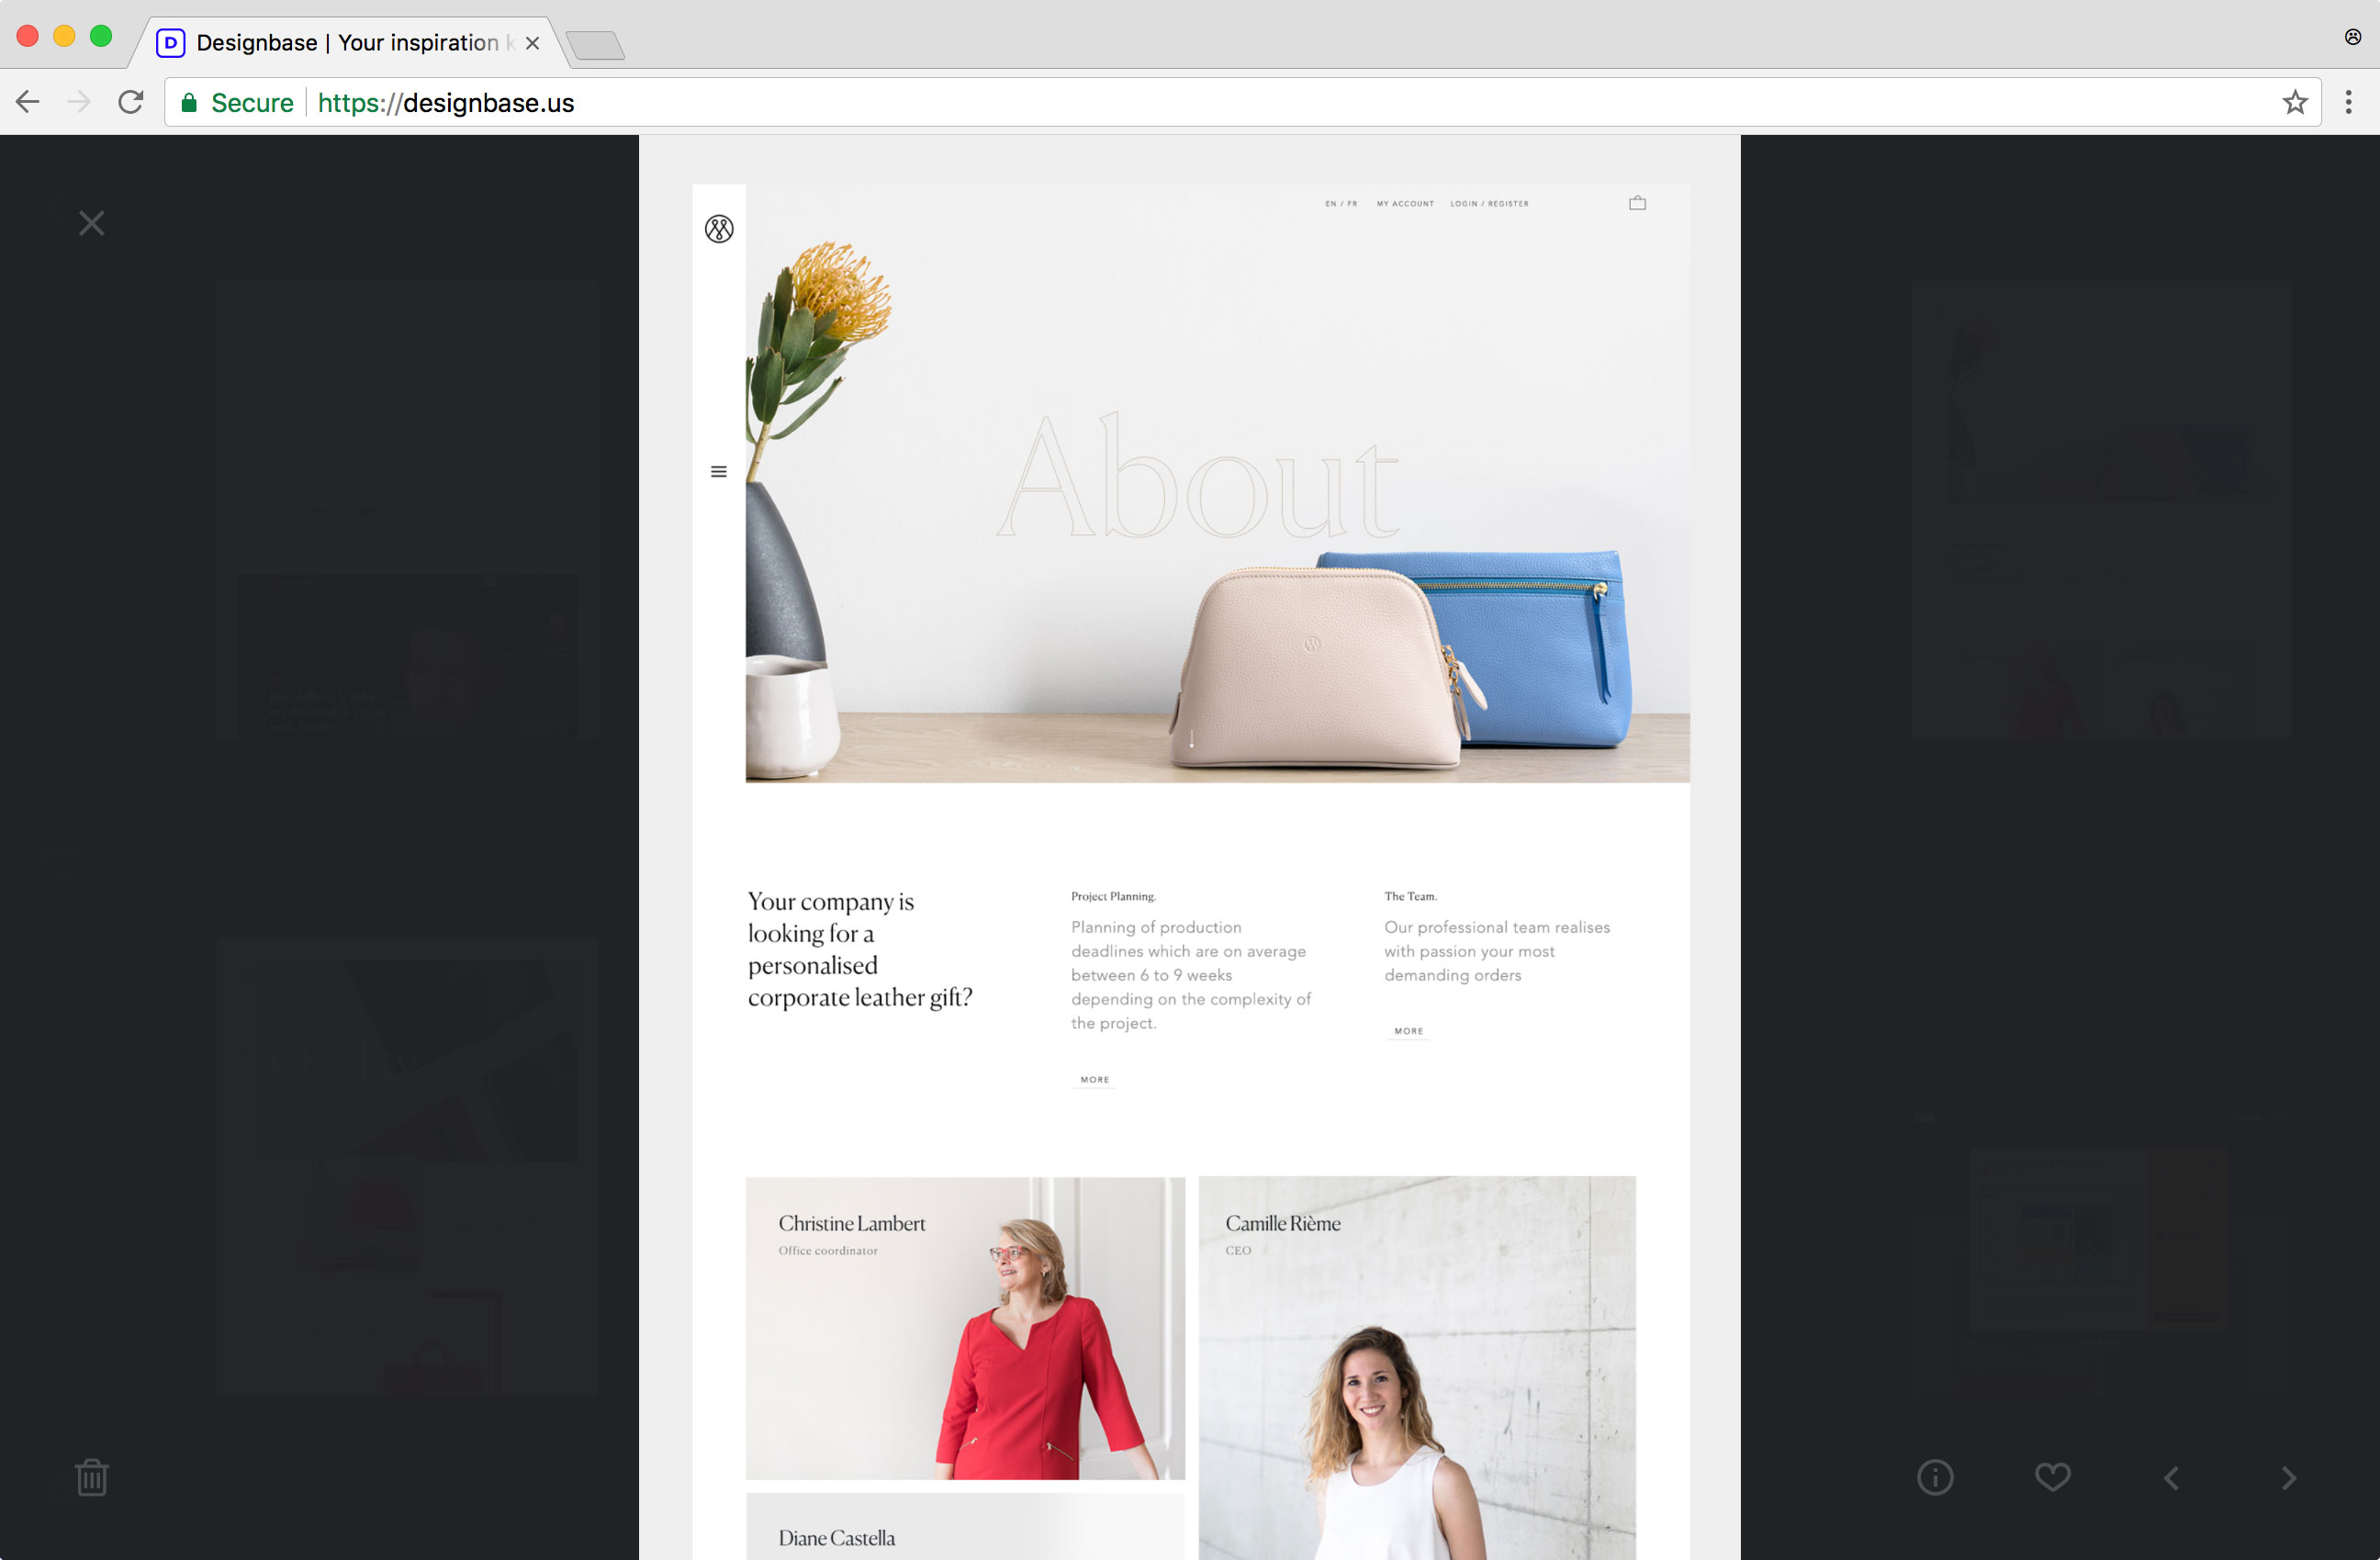 Designbase | Your inspiration k
Secure
https://designbase.us
EN / FR
MY ACCOUNT
LOGIN / REGISTER
About
Your company is
looking for a
personalised
corporate leather gift?
Project Planning.
Planning of production
deadlines which are on average
between 6 to 9 weeks
depending on the complexity of
the project.
MORE
The Team.
Our professional team realises
with passion your most
demanding orders
MORE
Christine Lambert
Office coordinator
Camille Rième
CEO
Diane Castella